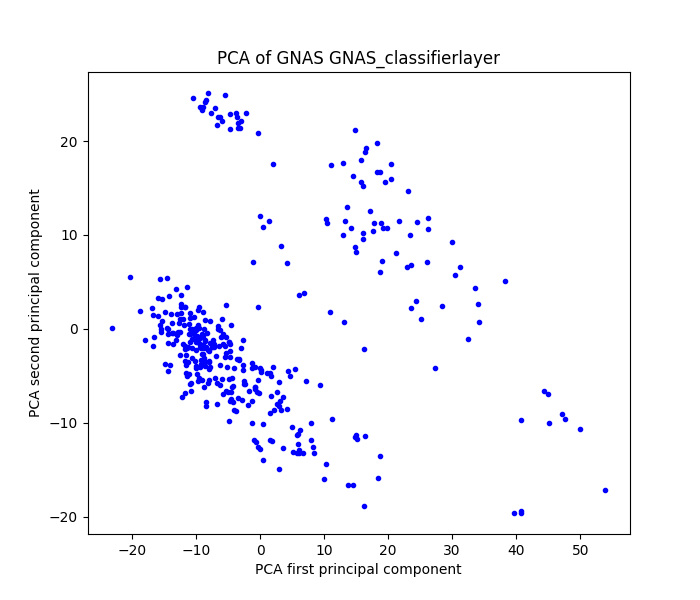 PCA of GNAS GNAS_classifierlayer
PCA second principal component
20
10
0
−10
−20
−20 −10 0 10 20 30 40 50
PCA first principal component